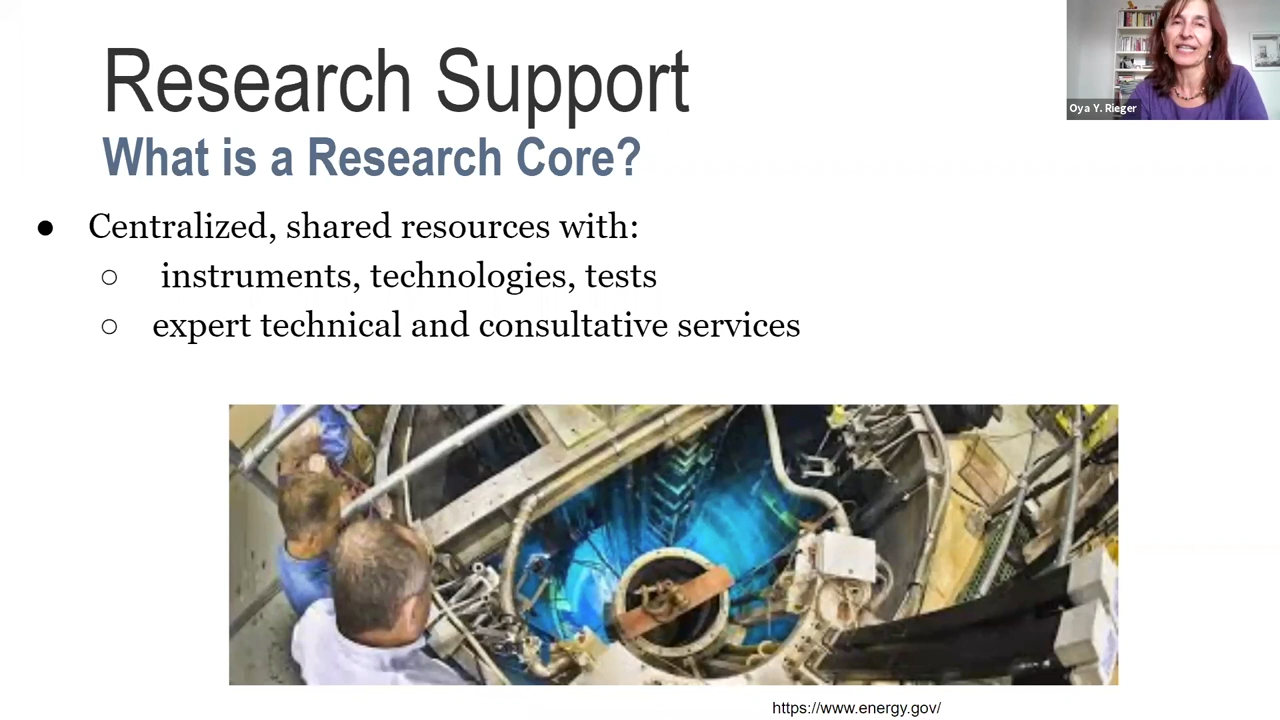 Research Support
What is a Research Core?
● Centralized, shared resources with:
○ instruments, technologies, tests
○ expert technical and consultative services
Oya Y. Rieger
https://www.energy.gov/